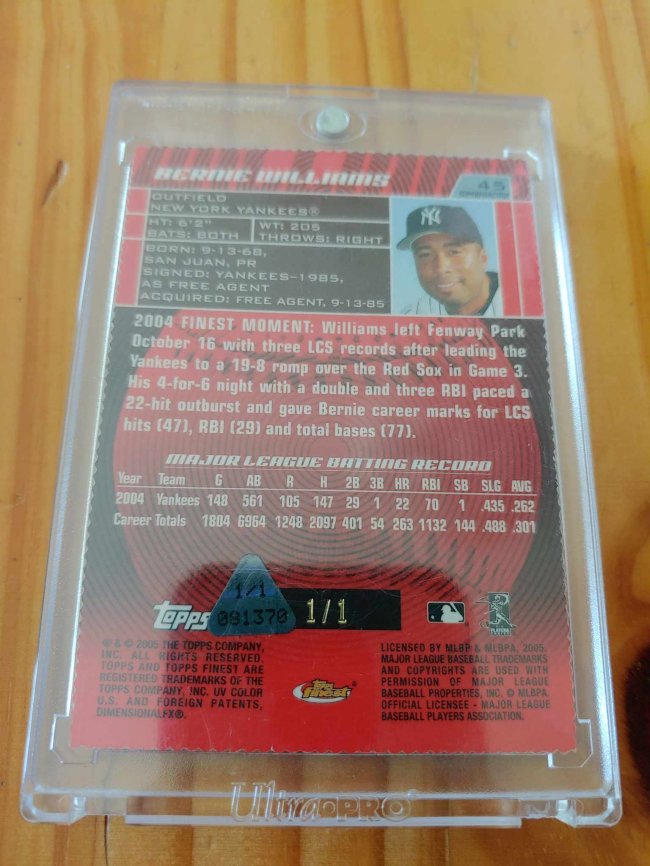 BERNIE WILLIAMS
45
OUTFIELD
NEW YORK YANKEES®
HT: 6'2" WT: 205
BATS: BOTH THROWS: RIGHT
BORN: 9-13-68,
SAN JUAN, PR
SIGNED: YANKEES-1985,
AS FREE AGENT
ACQUIRED: FREE AGENT, 9-13-85
NY
2004 FINEST MOMENT: Williams left Fenway Park
October 16 with three LCS records after leading the
Yankees to a 19-8 romp over the Red Sox in Game 3.
His 4-for-6 night with a double and three RBI paced a
22-hit outburst and gave Bernie career marks for LCS
hits (47), RBI (29) and total bases (77).
MAJOR LEAGUE BATTING RECORD
Year Team G AB R H 2B 3B HR RBI SB SLG AVG
2004 Yankees 148 561 105 147 29 1 22 70 1 .435 .262
Career Totals 1804 6964 1248 2097 401 54 263 1132 144 .488 .301
1/1
topps 091370 1/1
® & © 2005 THE TOPPS COMPANY,
INC. ALL RIGHTS RESERVED.
TOPPS AND TOPPS FINEST ARE
REGISTERED TRADEMARKS OF THE
TOPPS COMPANY, INC. UV COLOR
U.S. AND FOREIGN PATENTS,
DIMENSIONALFX®.
topps finest
LICENSED BY MLBP & MLBPA, 2005.
MAJOR LEAGUE BASEBALL TRADEMARKS
AND COPYRIGHTS ARE USED WITH
PERMISSION OF MAJOR LEAGUE
BASEBALL PROPERTIES, INC. © MLBPA.
OFFICIAL LICENSEE - MAJOR LEAGUE
BASEBALL PLAYERS ASSOCIATION.
Ultra PRO